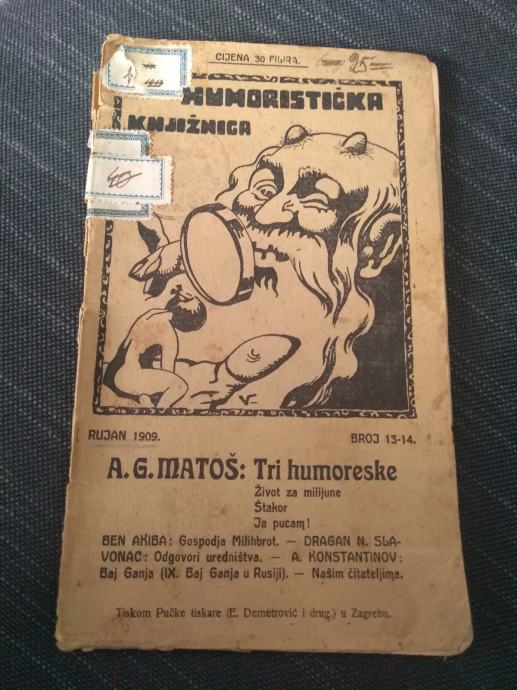 CIJENA 30 FILIRA.
25=
HUMORISTIČKA
KNJIŽNICA
RUJAN 1909.
BROJ 13-14.
A. G. MATOŠ: Tri humoreske
Život za milijune
Štakor
Ja pucam!
BEN AKIBA: Gospodja Milihbrot. — DRAGAN N. SLA-
VONAC: Odgovori uredništva. — A. KONSTANTINOV:
Baj Ganja (IX. Baj Ganja u Rusiji). — Našim čitateljima.
Tiskom Pučke tiskare (E. Demetrović i drug.) u Zagrebu.